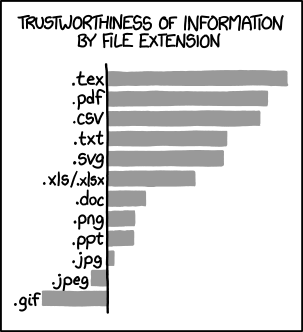 TRUSTWORTHINESS OF INFORMATION
BY FILE EXTENSION
.tex
.pdf
.csv
.txt
.svg
.xls/.xlsx
.doc
.png
.ppt
.jpg
.jpeg
.gif